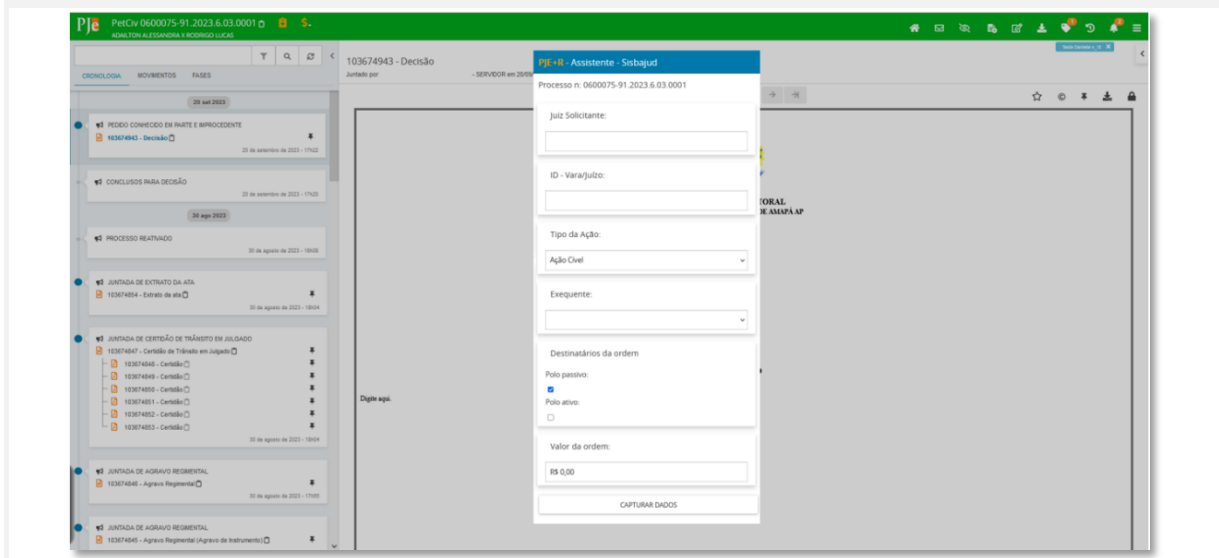 PJe PetCiv 0600075-91.2023.6.03.0001 $
ADAILTON ALESSANDRA X RODRIGO LUCAS
CRONOLOGIA MOVIMENTOS FASES
20 set 2023
PEDIDO CONHECIDO EM PARTE E IMPROCEDENTE
103674943 - Decisão
20 de setembro de 2023 - 17h22
CONCLUSOS PARA DECISÃO
20 de setembro de 2023 - 17h20
30 ago 2023
PROCESSO REATIVADO
30 de agosto de 2023 - 18h08
JUNTADA DE EXTRATO DA ATA
103674854 - Extrato da ata
30 de agosto de 2023 - 18h04
JUNTADA DE CERTIDÃO DE TRÂNSITO EM JULGADO
103674847 - Certidão de Trânsito em Julgado
103674848 - Certidão
103674849 - Certidão
103674850 - Certidão
103674851 - Certidão
103674852 - Certidão
103674853 - Certidão
30 de agosto de 2023 - 18h04
JUNTADA DE AGRAVO REGIMENTAL
103674846 - Agravo Regimental
30 de agosto de 2023 - 17h55
JUNTADA DE AGRAVO REGIMENTAL
103674845 - Agravo Regimental (Agravo de Instrumento)
103674943 - Decisão
Juntado por - SERVIDOR em 20/09
TORAL
DE AMAPÁ AP
Digite aqui.
PJE+R - Assistente - Sisbajud
Processo n: 0600075-91.2023.6.03.0001
Juiz Solicitante:
ID - Vara/Juízo:
Tipo da Ação:
Ação Cível
Exequente:
Destinatários da ordem
Polo passivo:
Polo ativo:
Valor da ordem:
R$ 0,00
CAPTURAR DADOS